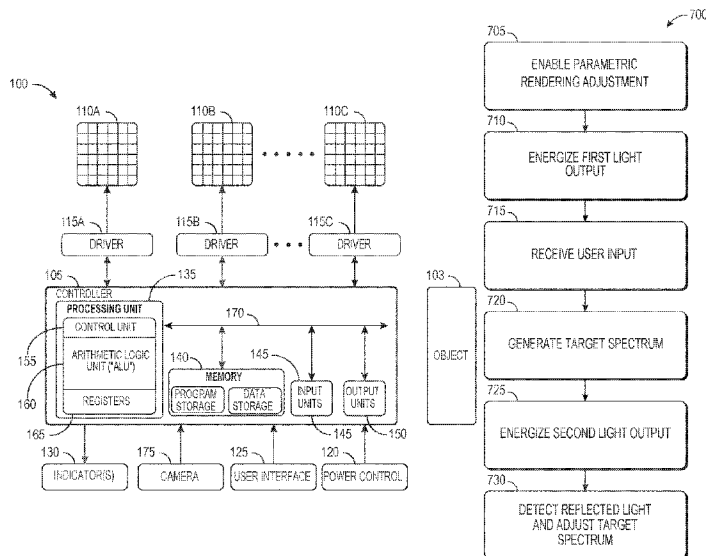 700
705
ENABLE PARAMETRIC
RENDERING ADJUSTMENT
710
ENERGIZE FIRST LIGHT
OUTPUT
715
RECEIVE USER INPUT
720
GENERATE TARGET SPECTRUM
725
ENERGIZE SECOND LIGHT OUTPUT
730
DETECT REFLECTED LIGHT
AND ADJUST TARGET
SPECTRUM
100
110A 110B 110C
115A 115B 115C
DRIVER DRIVER DRIVER
105 135 103
CONTROLLER
PROCESSING UNIT
170
CONTROL UNIT
155
ARITHMETIC LOGIC
UNIT ("ALU")
160
REGISTERS
165
140 145
MEMORY
PROGRAM
STORAGE
DATA
STORAGE
INPUT
UNITS
OUTPUT
UNITS
145 150
OBJECT
130 175 125 120
INDICATOR(S) CAMERA USER INTERFACE POWER CONTROL